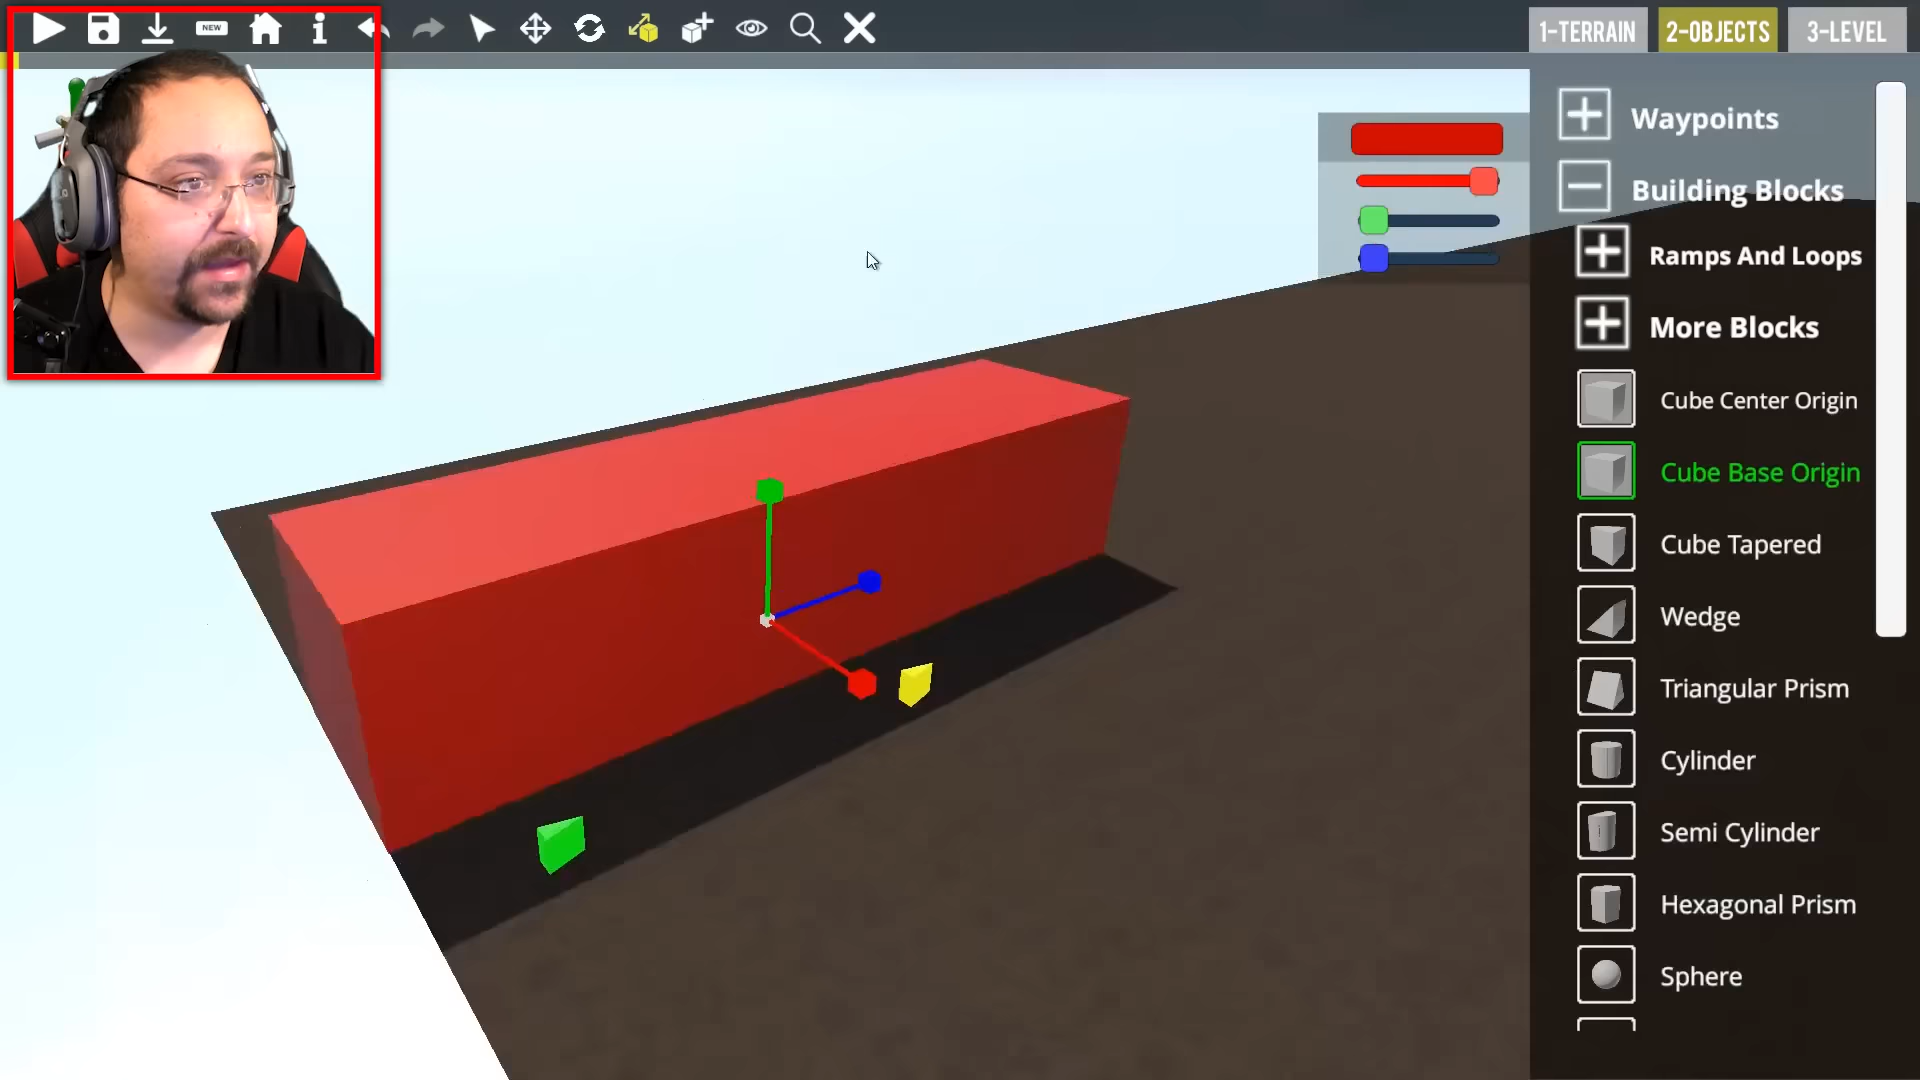 NEW
1-TERRAIN
2-OBJECTS
3-LEVEL
Waypoints
Building Blocks
Ramps And Loops
More Blocks
Cube Center Origin
Cube Base Origin
Cube Tapered
Wedge
Triangular Prism
Cylinder
Semi Cylinder
Hexagonal Prism
Sphere